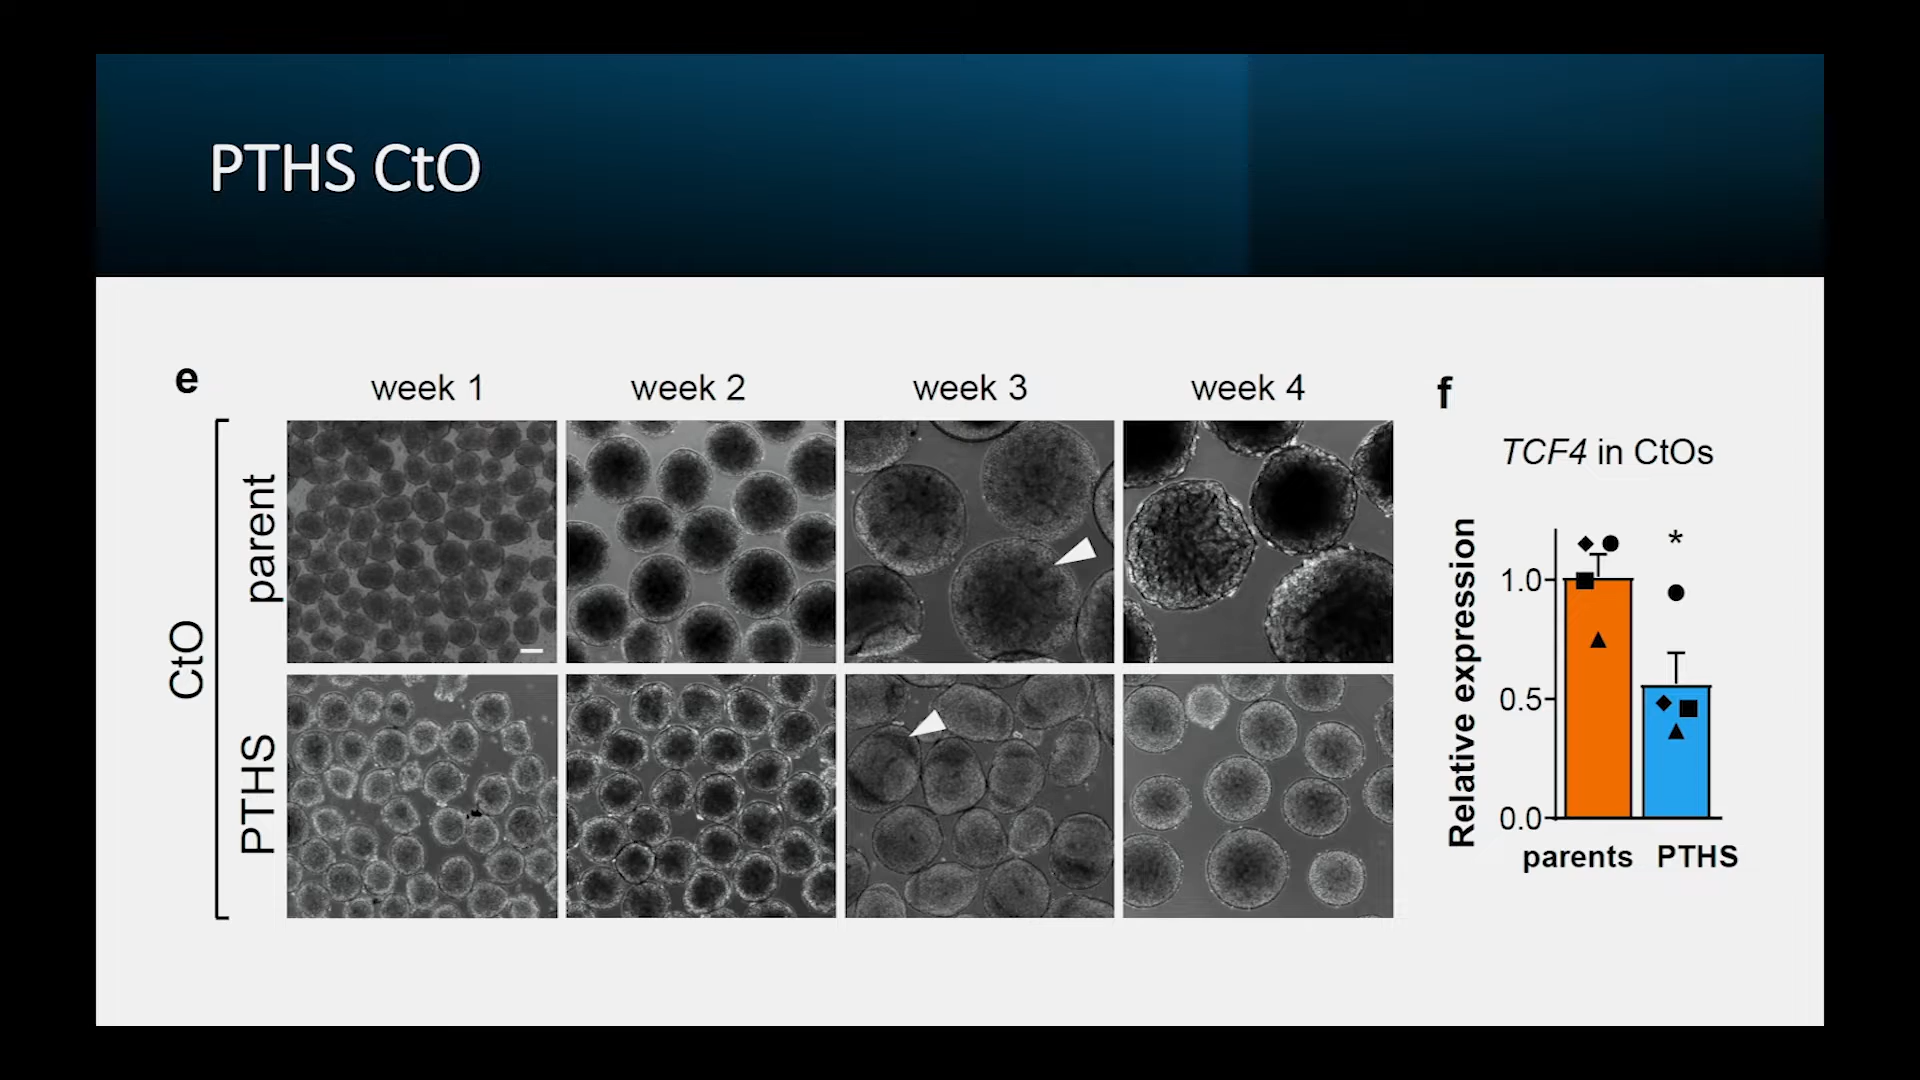 PTHS CtO
e
week 1
week 2
week 3
week 4
CtO
parent
PTHS
f
TCF4 in CtOs
*
Relative expression
1.0
0.5
0.0
parents
PTHS